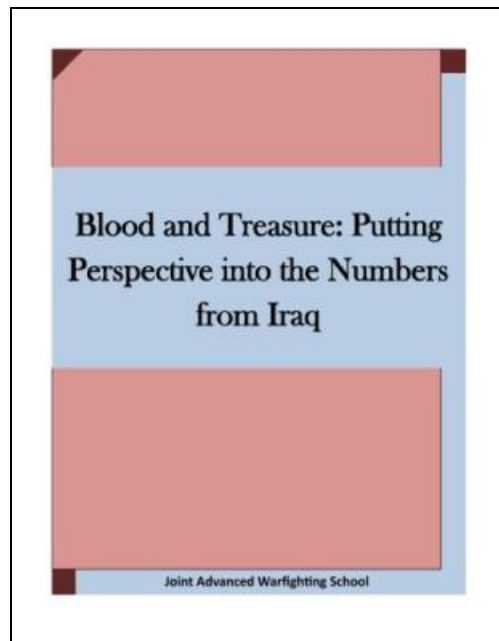 Blood and Treasure: Putting
Perspective into the Numbers
from Iraq
Joint Advanced Warfighting School